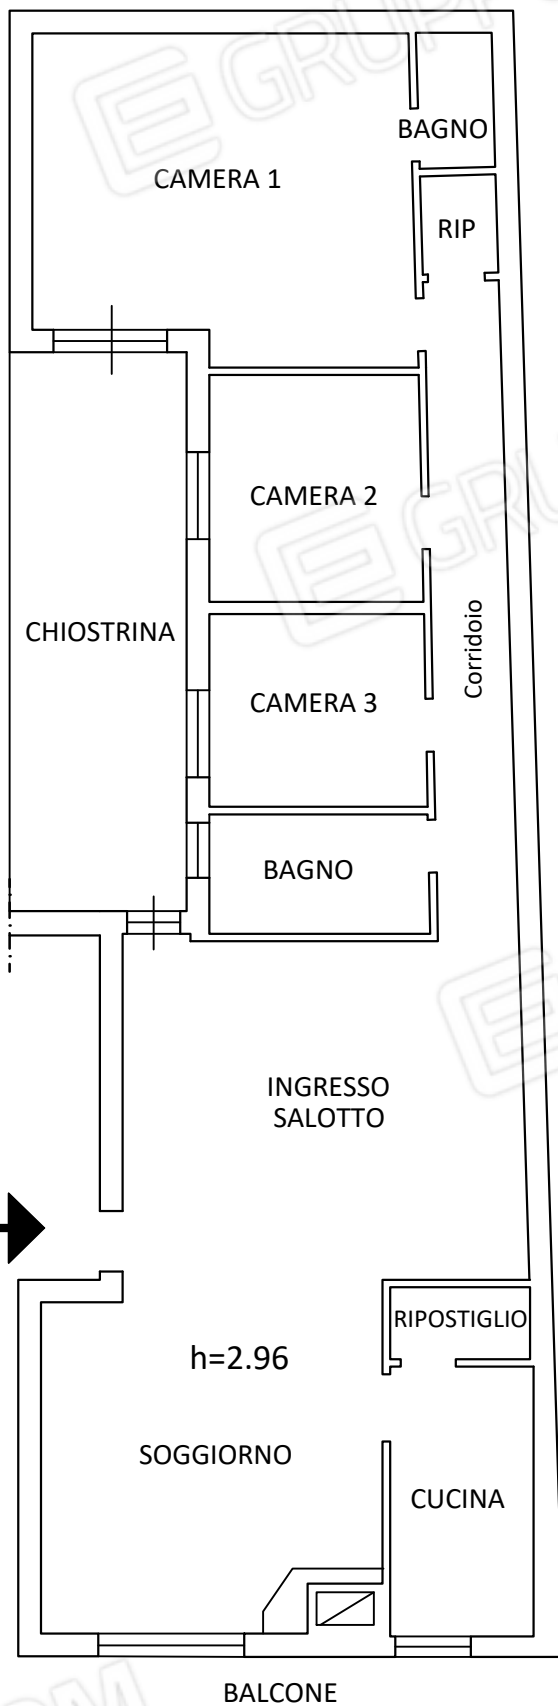 BAGNO
CAMERA 1
RIP
CAMERA 2
CHIOSTRINA
Corridoio
CAMERA 3
BAGNO
INGRESSO
SALOTTO
RIPOSTIGLIO
h=2.96
SOGGIORNO
CUCINA
BALCONE